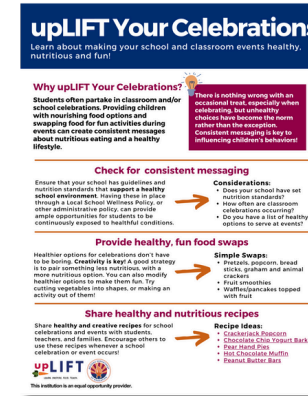 upLIFT Your Celebrations
Learn about making your school and classroom events healthy,
nutritious and fun!
Why upLIFT Your Celebrations?
Students often partake in classroom and/or
school celebrations. Providing children
with nourishing food options and
swapping food for fun activities during
events can create consistent messages
about nutritious eating and a healthy
lifestyle.
There is nothing wrong with an
occasional treat, especially when
celebrating, but unhealthy
choices have become the norm
rather than the exception.
Consistent messaging is key to
influencing children's behaviors!
Check for consistent messaging
Ensure that your school has guidelines and
nutrition standards that support a healthy
school environment. Having these in place
through a Local School Wellness Policy, or
other administrative policy, can provide
ample opportunities for students to be
continuously exposed to healthful conditions.
Considerations:
• Does your school have set
nutrition standards?
• How often are classroom
celebrations occurring?
• Do you have a list of healthy
options to serve at events?
Provide healthy, fun food swaps
Healthier options for celebrations don't have
to be boring. Creativity is key! A good strategy
is to pair something less nutritious, with a
more nutritious option. You can also modify
healthier options to make them fun. Try
cutting vegetables into shapes, or making an
activity out of them!
Simple Swaps:
• Pretzels, popcorn, bread
sticks, graham and animal
crackers
• Fruit smoothies
• Waffles/pancakes topped
with fruit
Share healthy and nutritious recipes
Share healthy and creative recipes for school
celebrations and events with students,
teachers, and families. Encourage others to
use these recipes whenever a school
celebration or event occurs!
Recipe Ideas:
• Crackerjack Popcorn
• Chocolate Chip Yogurt Bark
• Pear Hand Pies
• Hot Chocolate Muffin
• Peanut Butter Bars
upLIFT
This institution is an equal opportunity provider.